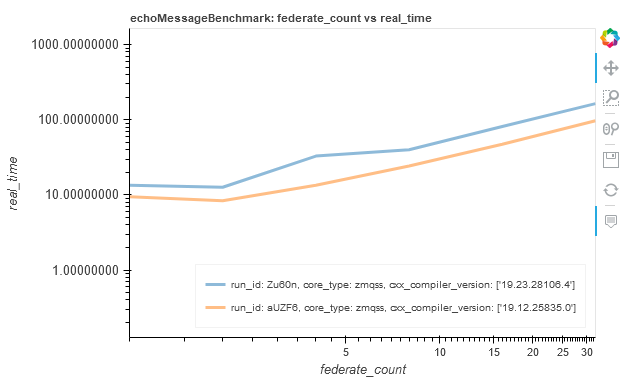 echoMessageBenchmark: federate_count vs real_time
1000.00000000
100.00000000
10.00000000
1.00000000
real_time
run_id: Zu60n, core_type: zmqss, cxx_compiler_version: ['19.23.28106.4']
run_id: aUZF6, core_type: zmqss, cxx_compiler_version: ['19.12.25835.0']
5 10 15 20 25 30
federate_count